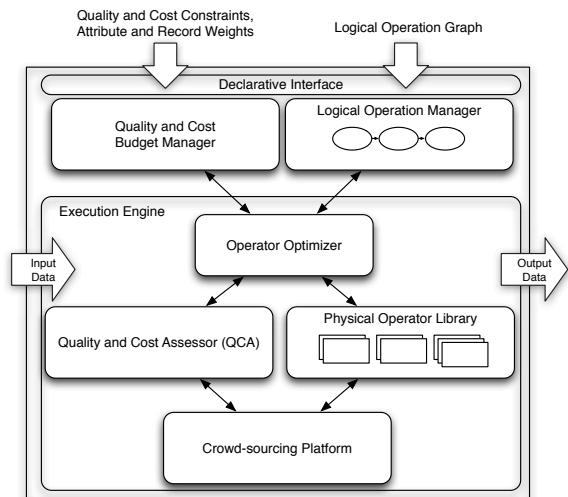 Quality and Cost Constraints,
Attribute and Record Weights
Logical Operation Graph
Declarative Interface
Quality and Cost
Budget Manager
Logical Operation Manager
Execution Engine
Operator Optimizer
Input
Data
Output
Data
Quality and Cost Assessor (QCA)
Physical Operator Library
Crowd-sourcing Platform